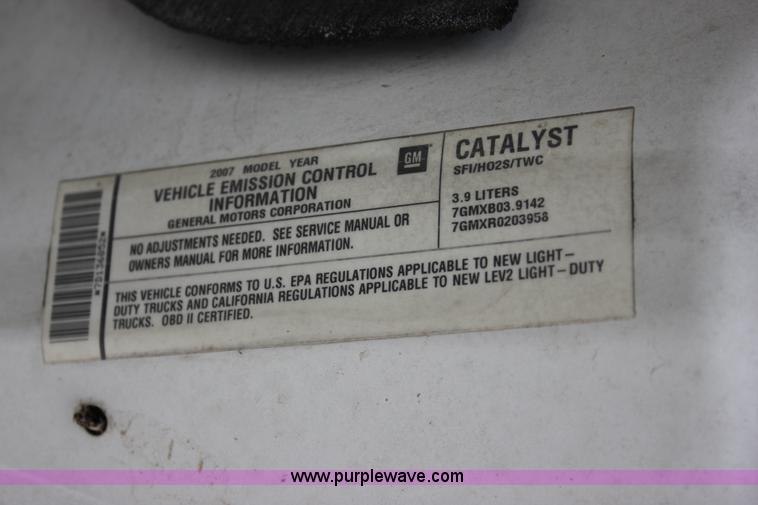 2007 MODEL YEAR
VEHICLE EMISSION CONTROL
INFORMATION
GENERAL MOTORS CORPORATION
GM
CATALYST
SFI/HO2S/TWC
3.9 LITERS
7GMXB03.9142
7GMXR0203958
NO ADJUSTMENTS NEEDED. SEE SERVICE MANUAL OR
OWNERS MANUAL FOR MORE INFORMATION.
THIS VEHICLE CONFORMS TO U.S. EPA REGULATIONS APPLICABLE TO NEW LIGHT-
DUTY TRUCKS AND CALIFORNIA REGULATIONS APPLICABLE TO NEW LEV2 LIGHT-DUTY
TRUCKS. OBD II CERTIFIED.
www.purplewave.com